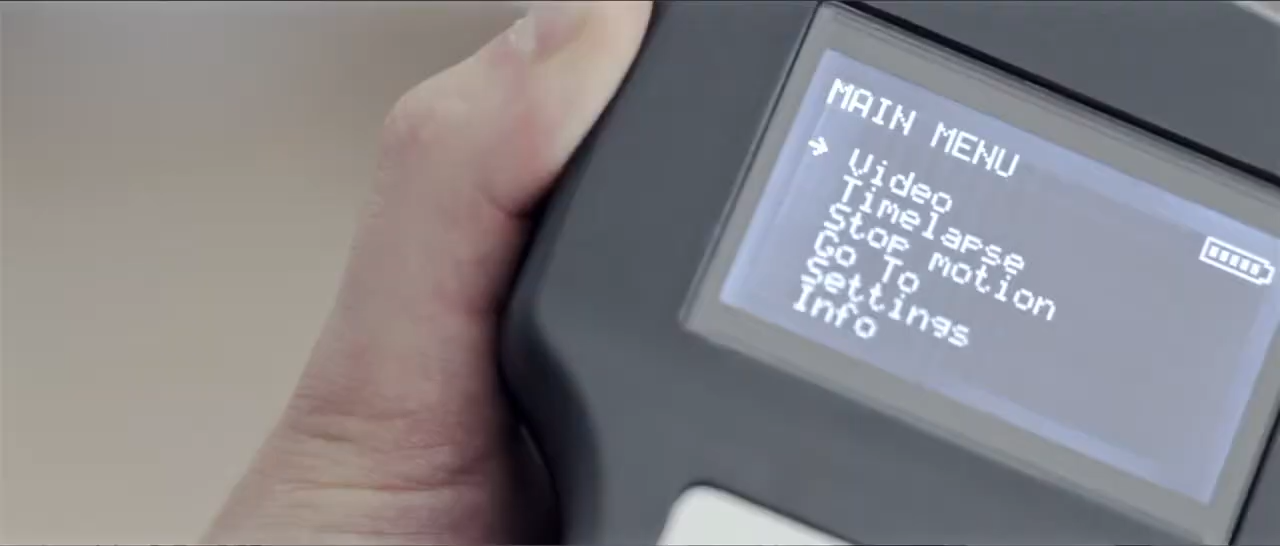 MAIN MENU
→ Video
Timelapse
Stop motion
Go To
Settings
Info